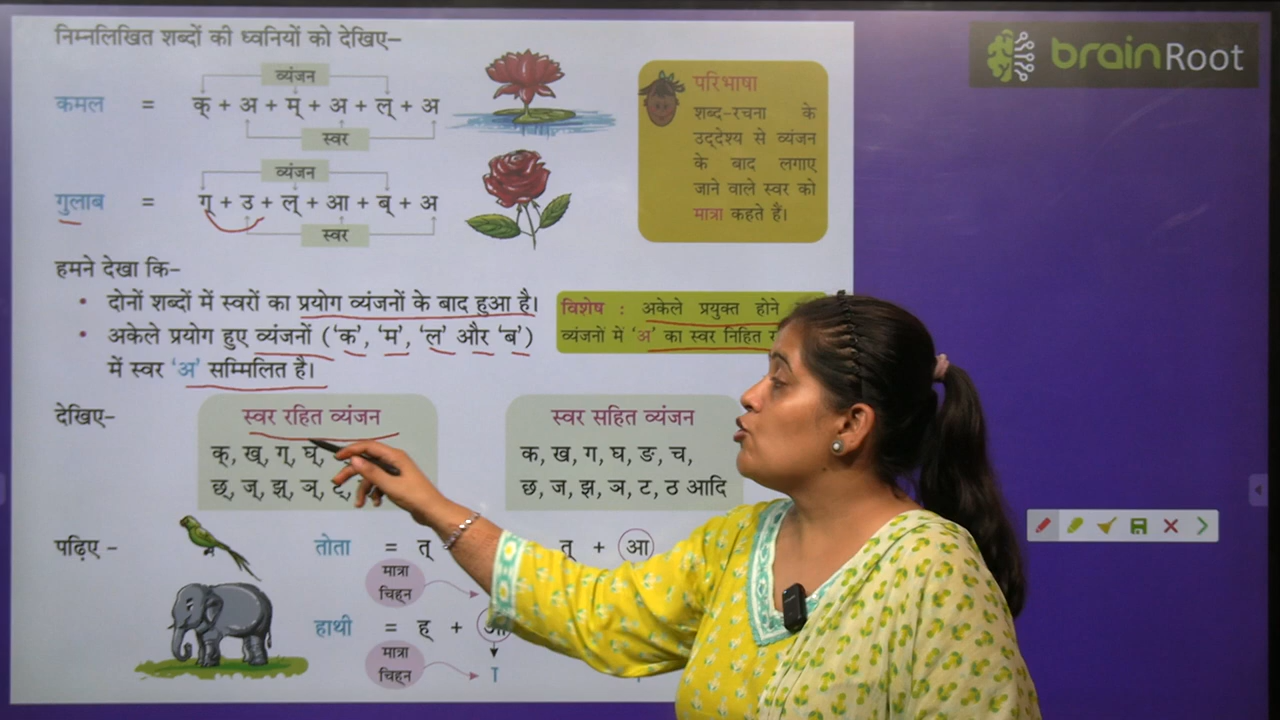 निम्नलिखित शब्दों की ध्वनियों को देखिए–
व्यंजन
कमल = क् + अ + म् + अ + ल् + अ
स्वर
व्यंजन
गुलाब = ग् + उ + ल् + आ + ब् + अ
स्वर
परिभाषा
शब्द-रचना के
उद्देश्य से व्यंजन
के बाद लगाए
जाने वाले स्वर को
मात्रा कहते हैं।
brainRoot
हमने देखा कि–
• दोनों शब्दों में स्वरों का प्रयोग व्यंजनों के बाद हुआ है।
• अकेले प्रयोग हुए व्यंजनों ('क', 'म', 'ल' और 'ब')
में स्वर 'अ' सम्मिलित है।
विशेष : अकेले प्रयुक्त होने
व्यंजनों में 'अ' का स्वर निहित
देखिए–
स्वर रहित व्यंजन
क्, ख्, ग्, घ्,
छ्, ज्, झ्, ञ्, ट्,
स्वर सहित व्यंजन
क, ख, ग, घ, ङ, च,
छ, ज, झ, ञ, ट, ठ आदि
पढ़िए –
तोता = त् त् + आ
मात्रा
चिह्न
हाथी = ह् + आ
मात्रा
चिह्न
ा